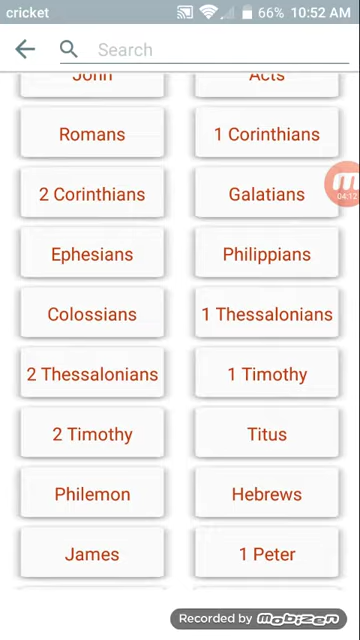 cricket 66% 10:52 AM
Search
John Acts
Romans 1 Corinthians
2 Corinthians Galatians
04:12
Ephesians Philippians
Colossians 1 Thessalonians
2 Thessalonians 1 Timothy
2 Timothy Titus
Philemon Hebrews
James 1 Peter
Recorded by Mobizen